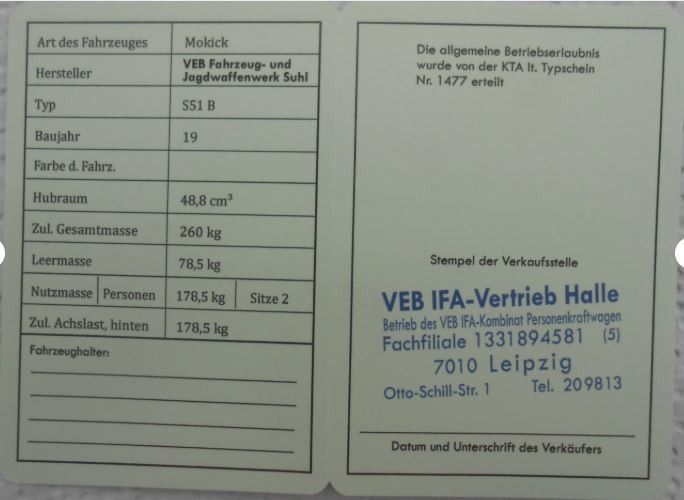 Art des Fahrzeuges Mokick
Hersteller VEB Fahrzeug- und
Jagdwaffenwerk Suhl
Typ S51 B
Baujahr 19
Farbe d. Fahrz.
Hubraum 48,8 cm³
Zul. Gesamtmasse 260 kg
Leermasse 78,5 kg
Nutzmasse Personen 178,5 kg Sitze 2
Zul. Achslast, hinten 178,5 kg
Fahrzeughalter:
Die allgemeine Betriebserlaubnis
wurde von der KTA lt. Typschein
Nr. 1477 erteilt
Stempel der Verkaufsstelle
VEB IFA-Vertrieb Halle
Betrieb des VEB IFA-Kombinat Personenkraftwagen
Fachfiliale 1331894581 (5)
7010 Leipzig
Otto-Schill-Str. 1 Tel. 209813
Datum und Unterschrift des Verkäufers